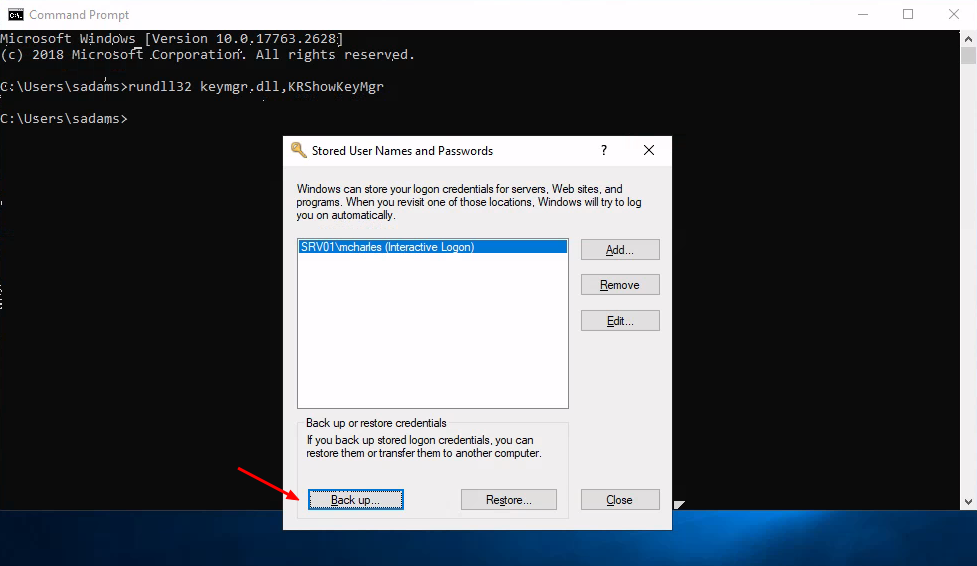 Command Prompt
Microsoft Windows [Version 10.0.17763.2628]
(c) 2018 Microsoft Corporation. All rights reserved.
C:\Users\sadams>rundll32 keymgr.dll,KRShowKeyMgr
C:\Users\sadams>
Stored User Names and Passwords
?
Windows can store your logon credentials for servers, Web sites, and
programs. When you revisit one of those locations, Windows will try to log
you on automatically.
SRV01\mcharles (Interactive Logon)
Add...
Remove
Edit...
Back up or restore credentials
If you back up stored logon credentials, you can
restore them or transfer them to another computer.
Back up...
Restore...
Close